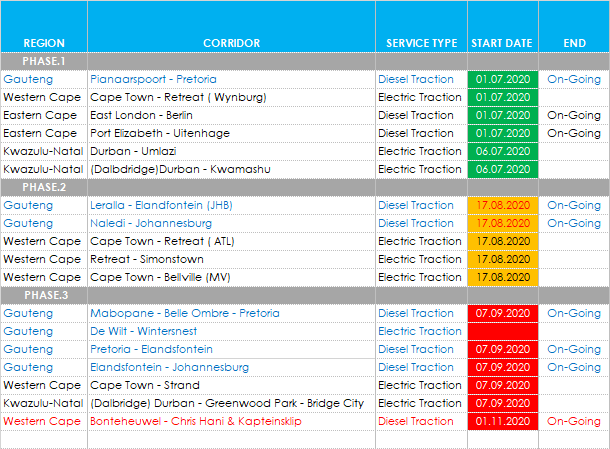 REGION CORRIDOR SERVICE TYPE START DATE END
PHASE.1
Gauteng Pianaarspoort - Pretoria Diesel Traction 01.07.2020 On-Going
Western Cape Cape Town - Retreat ( Wynburg) Electric Traction 01.07.2020
Eastern Cape East London - Berlin Diesel Traction 01.07.2020 On-Going
Eastern Cape Port Elizabeth - Uitenhage Diesel Traction 01.07.2020 On-Going
Kwazulu-Natal Durban - Umlazi Electric Traction 06.07.2020
Kwazulu-Natal (Dalbdridge)Durban - Kwamashu Electric Traction 06.07.2020
PHASE.2
Gauteng Leralla - Elandfontein (JHB) Diesel Traction 17.08.2020 On-Going
Gauteng Naledi - Johannesburg Diesel Traction 17.08.2020 On-Going
Western Cape Cape Town - Retreat ( ATL) Electric Traction 17.08.2020
Western Cape Retreat - Simonstown Electric Traction 17.08.2020
Western Cape Cape Town - Bellville (MV) Electric Traction 17.08.2020
PHASE.3
Gauteng Mabopane - Belle Ombre - Pretoria Diesel Traction 07.09.2020 On-Going
Gauteng De Wilt - Wintersnest Electric Traction
Gauteng Pretoria - Elandsfontein Diesel Traction 07.09.2020 On-Going
Gauteng Elandsfontein - Johannesburg Diesel Traction 07.09.2020 On-Going
Western Cape Cape Town - Strand Electric Traction 07.09.2020
Kwazulu-Natal (Dalbridge) Durban - Greenwood Park - Bridge City Electric Traction 07.09.2020
Western Cape Bonteheuwel - Chris Hani & Kapteinsklip Diesel Traction 01.11.2020 On-Going